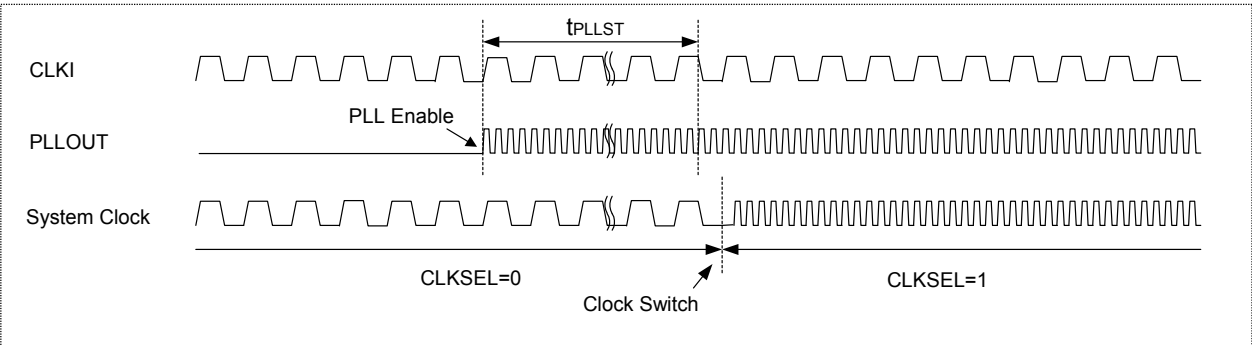 tPLLST
CLKI
PLL Enable
PLLOUT
System Clock
CLKSEL=0
CLKSEL=1
Clock Switch